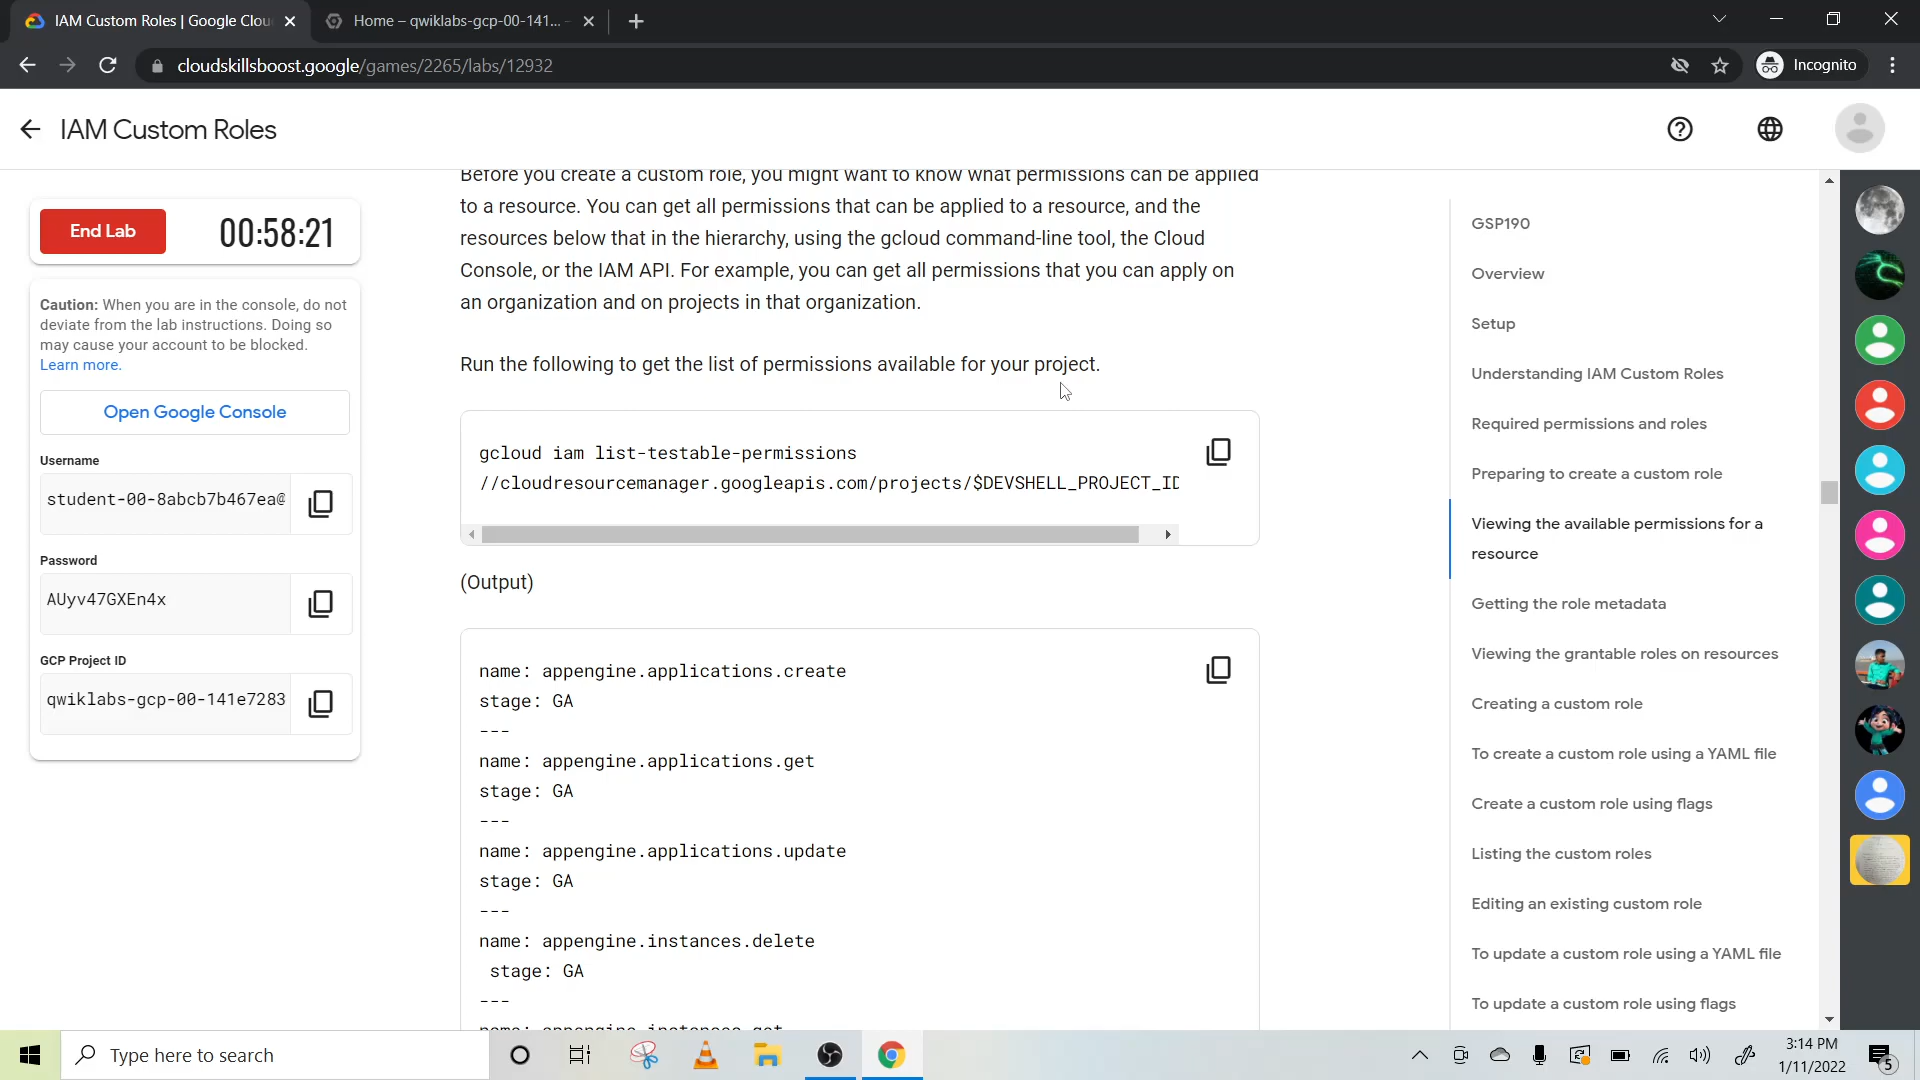 IAM Custom Roles | Google Clou
Home – qwiklabs-gcp-00-141...
cloudskillsboost.google/games/2265/labs/12932
Incognito
IAM Custom Roles
End Lab
00:58:21
Caution: When you are in the console, do not
deviate from the lab instructions. Doing so
may cause your account to be blocked.
Learn more.
Open Google Console
Username
student-00-8abcb7b467ea@
Password
AUyv47GXEn4x
GCP Project ID
qwiklabs-gcp-00-141e7283
Before you create a custom role, you might want to know what permissions can be applied
to a resource. You can get all permissions that can be applied to a resource, and the
resources below that in the hierarchy, using the gcloud command-line tool, the Cloud
Console, or the IAM API. For example, you can get all permissions that you can apply on
an organization and on projects in that organization.
Run the following to get the list of permissions available for your project.
gcloud iam list-testable-permissions
//cloudresourcemanager.googleapis.com/projects/$DEVSHELL_PROJECT_ID
(Output)
name: appengine.applications.create
stage: GA
---
name: appengine.applications.get
stage: GA
---
name: appengine.applications.update
stage: GA
---
name: appengine.instances.delete
stage: GA
---
name: appengine.instances.get
GSP190
Overview
Setup
Understanding IAM Custom Roles
Required permissions and roles
Preparing to create a custom role
Viewing the available permissions for a
resource
Getting the role metadata
Viewing the grantable roles on resources
Creating a custom role
To create a custom role using a YAML file
Create a custom role using flags
Listing the custom roles
Editing an existing custom role
To update a custom role using a YAML file
To update a custom role using flags
Type here to search
3:14 PM
1/11/2022
5